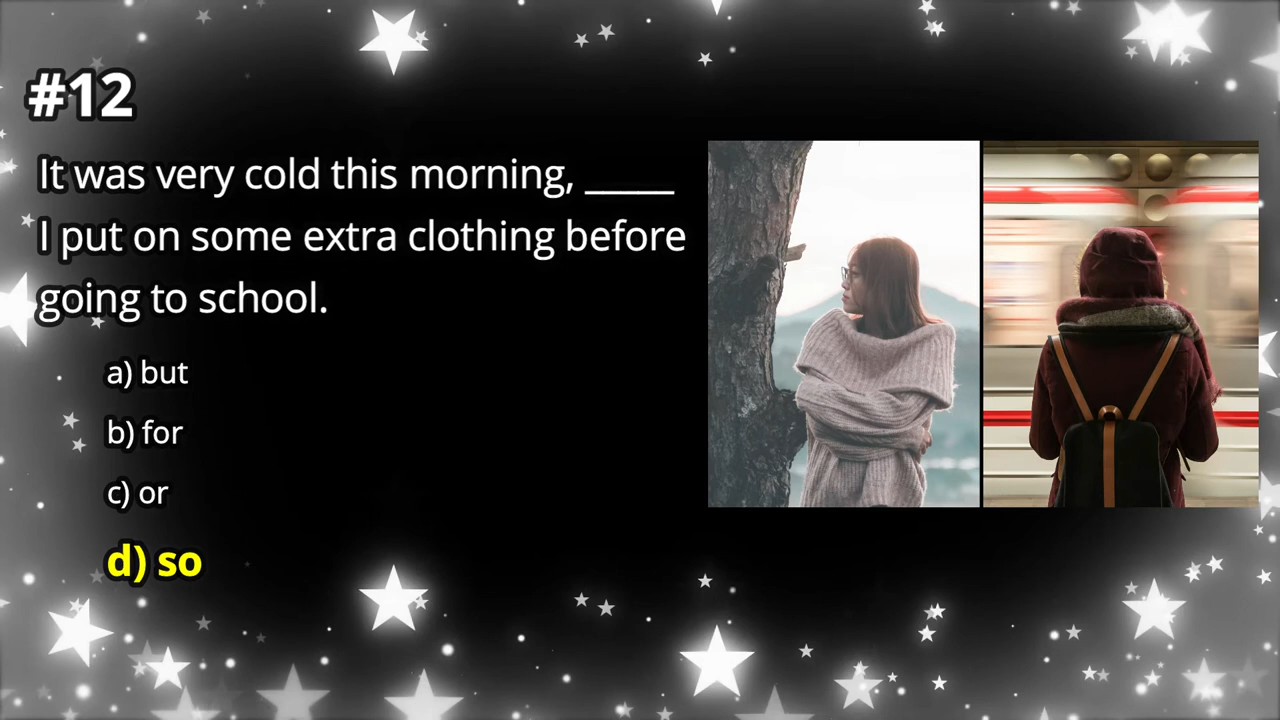 #12
It was very cold this morning, _____
I put on some extra clothing before
going to school.
a) but
b) for
c) or
d) so